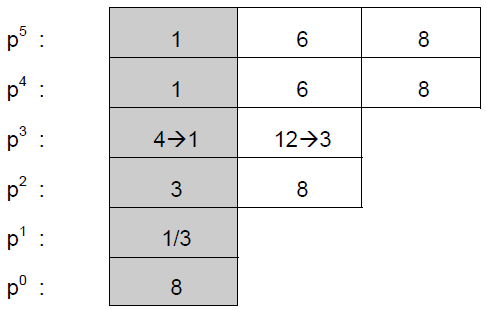 p⁵ : 1 6 8
p⁴ : 1 6 8
p³ : 4→1 12→3
p² : 3 8
p¹ : 1/3
p⁰ : 8